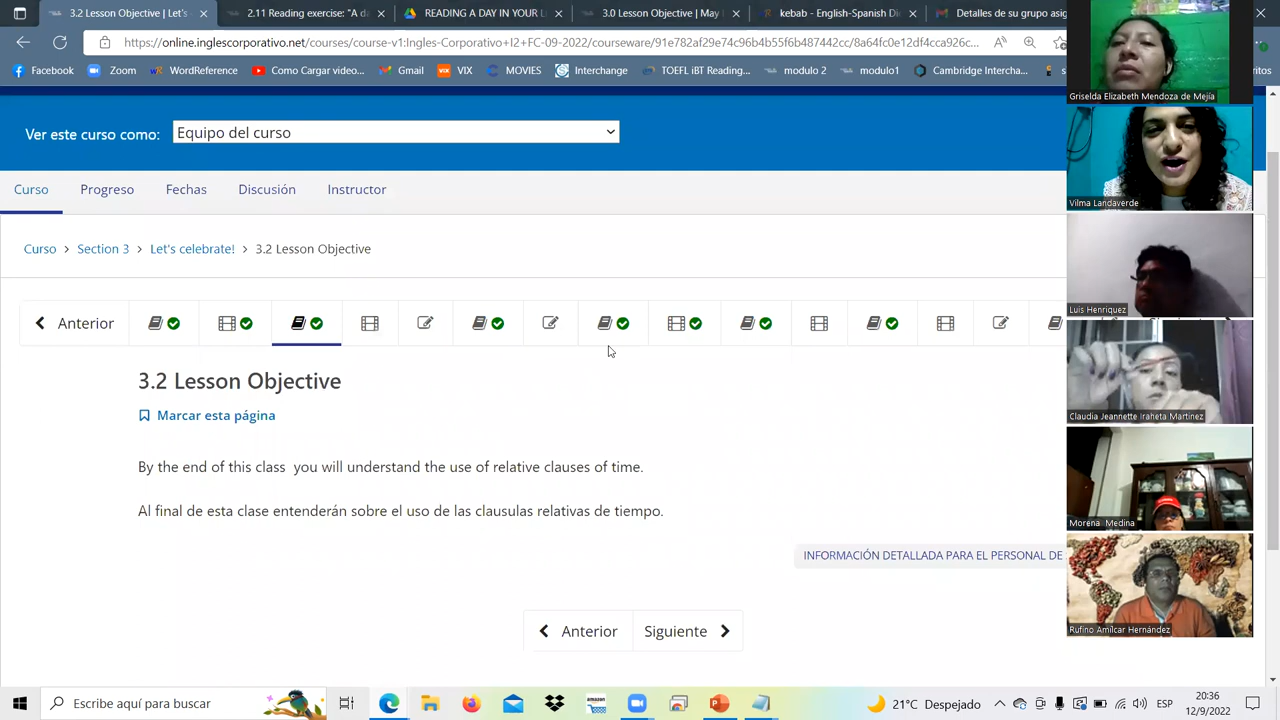 3.2 Lesson Objective | Let's
2.11 Reading exercise: "A d
READING A DAY IN YOUR
3.0 Lesson Objective | May
kebab - English-Spanish Di
Detalles de su grupo asig
https://online.inglescorporativo.net/courses/course-v1:Ingles-Corporativo+I2+FC-09-2022/courseware/91e782af29e74c96b4b55f6b487442cc/8a64fc0e12df4cca926c...
Facebook
Zoom
WordReference
Como Cargar video...
Gmail
VIX
MOVIES
Interchange
TOEFL iBT Reading...
modulo 2
modulo1
Cambridge Intercha...
ritos
Ver este curso como:
Equipo del curso
Curso
Progreso
Fechas
Discusión
Instructor
Curso > Section 3 > Let's celebrate! > 3.2 Lesson Objective
Anterior
3.2 Lesson Objective
Marcar esta página
By the end of this class you will understand the use of relative clauses of time.
Al final de esta clase entenderán sobre el uso de las clausulas relativas de tiempo.
INFORMACIÓN DETALLADA PARA EL PERSONAL DE
Anterior
Siguiente
Griselda Elizabeth Mendoza de Mejía
Vilma Landaverde
Luis Henriquez
Claudia Jeannette Iraheta Martinez
Morena Medina
Rufino Amílcar Hernández
Escribe aquí para buscar
amazon
21°C Despejado
ESP
20:36
12/9/2022